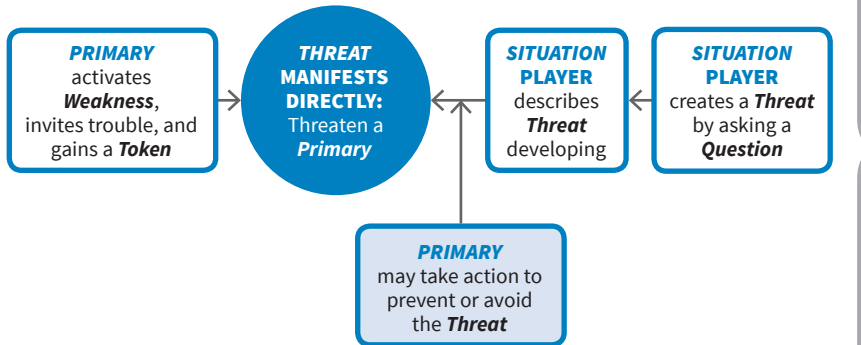 PRIMARY
activates
Weakness,
invites trouble, and
gains a Token
THREAT
MANIFESTS
DIRECTLY:
Threaten a
Primary
SITUATION
PLAYER
describes
Threat
developing
SITUATION
PLAYER
creates a Threat
by asking a
Question
PRIMARY
may take action to
prevent or avoid
the Threat